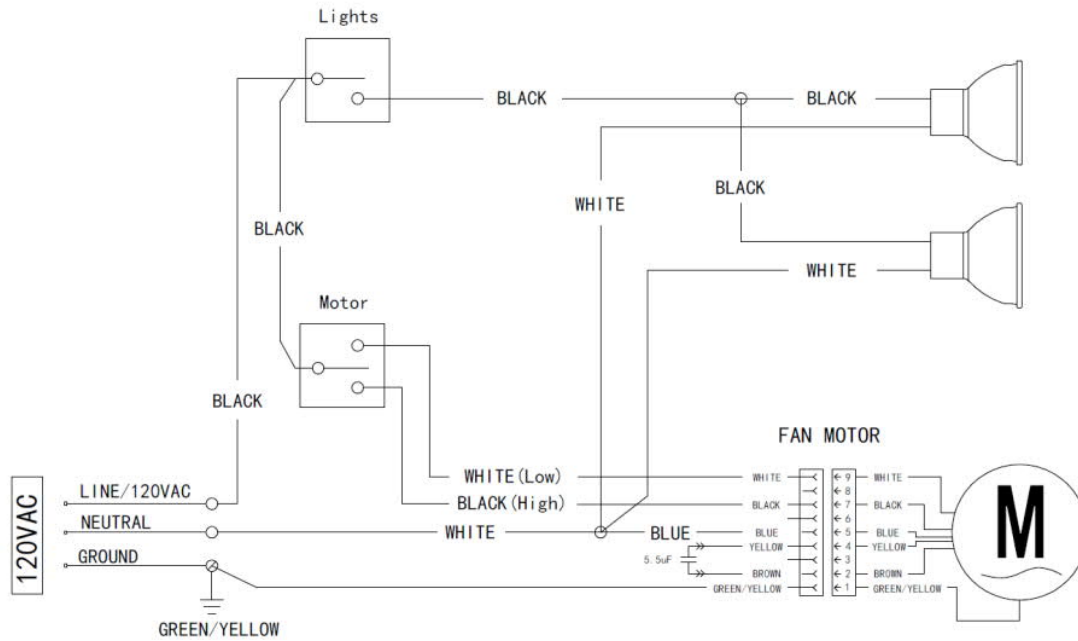 Lights
BLACK
BLACK
BLACK
WHITE
BLACK
WHITE
Motor
BLACK
FAN MOTOR
WHITE(Low)
WHITE
9
WHITE
8
LINE/120VAC
BLACK(High)
BLACK
7
BLACK
6
120VAC
NEUTRAL
WHITE
BLUE
BLUE
5
BLUE
M
YELLOW
4
YELLOW
GROUND
5.5uF
3
BROWN
2
BROWN
GREEN/YELLOW
1
GREEN/YELLOW
GREEN/YELLOW